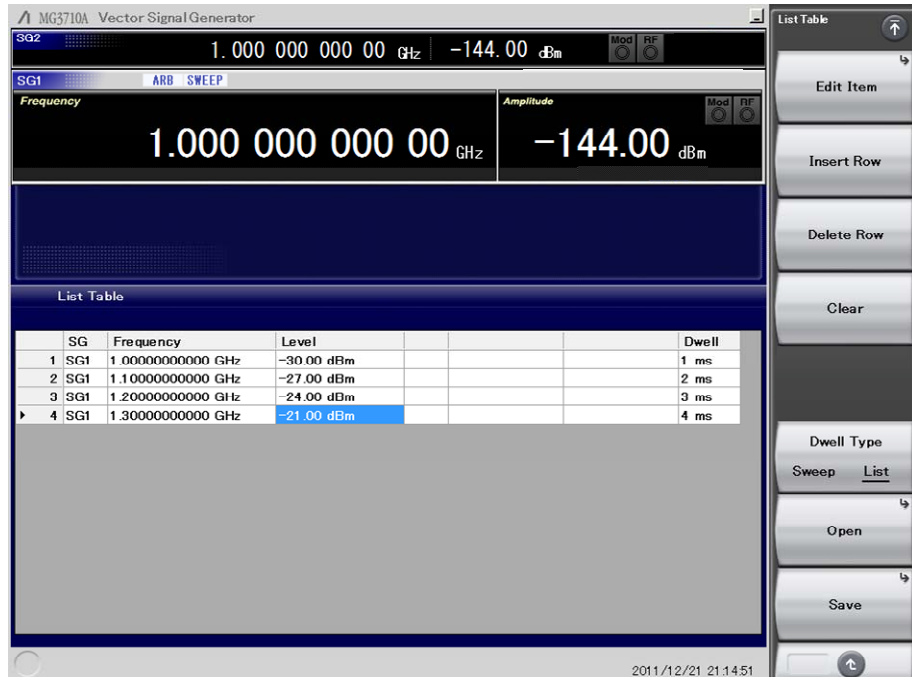 MG3710A Vector Signal Generator
SG2 1. 000 000 000 00 GHz -144. 00 dBm Mod RF
SG1 ARB SWEEP
Frequency Amplitude Mod RF
1.000 000 000 00 GHz -144.00 dBm
List Table
SG Frequency Level Dwell
1 SG1 1.00000000000 GHz -30.00 dBm 1 ms
2 SG1 1.10000000000 GHz -27.00 dBm 2 ms
3 SG1 1.20000000000 GHz -24.00 dBm 3 ms
4 SG1 1.30000000000 GHz -21.00 dBm 4 ms
2011/12/21 21:14:51
List Table
Edit Item
Insert Row
Delete Row
Clear
Dwell Type
Sweep List
Open
Save